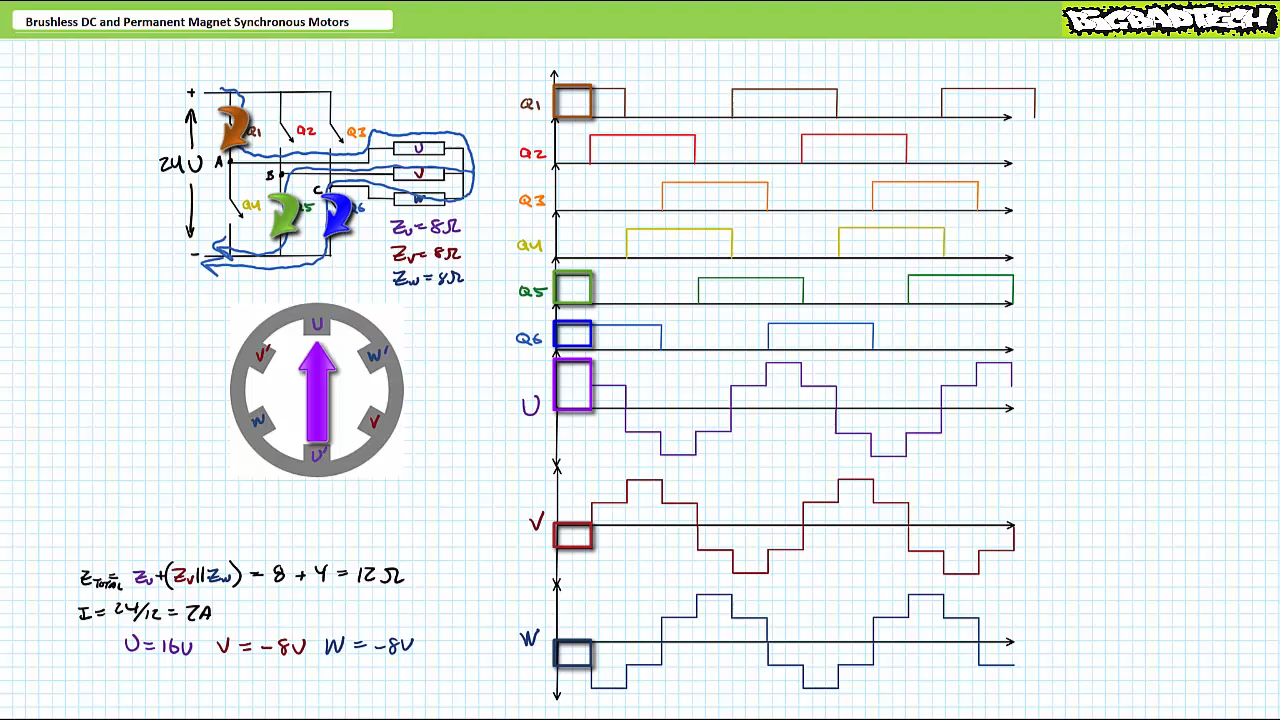 Brushless DC and Permanent Magnet Synchronous Motors
BIGBADTECH
+
Q1 Q2 Q3
24V
A
B
C
U
V
W
Q4 Q5 Q6
-
Zu = 8Ω
Zv = 8Ω
Zw = 8Ω
U
V' W'
W V
U'
Z TOTAL = Zu + (Zv || Zw) = 8 + 4 = 12Ω
I = 24/12 = 2A
U = 16V V = -8V W = -8V
Q1
Q2
Q3
Q4
Q5
Q6
U
V
W